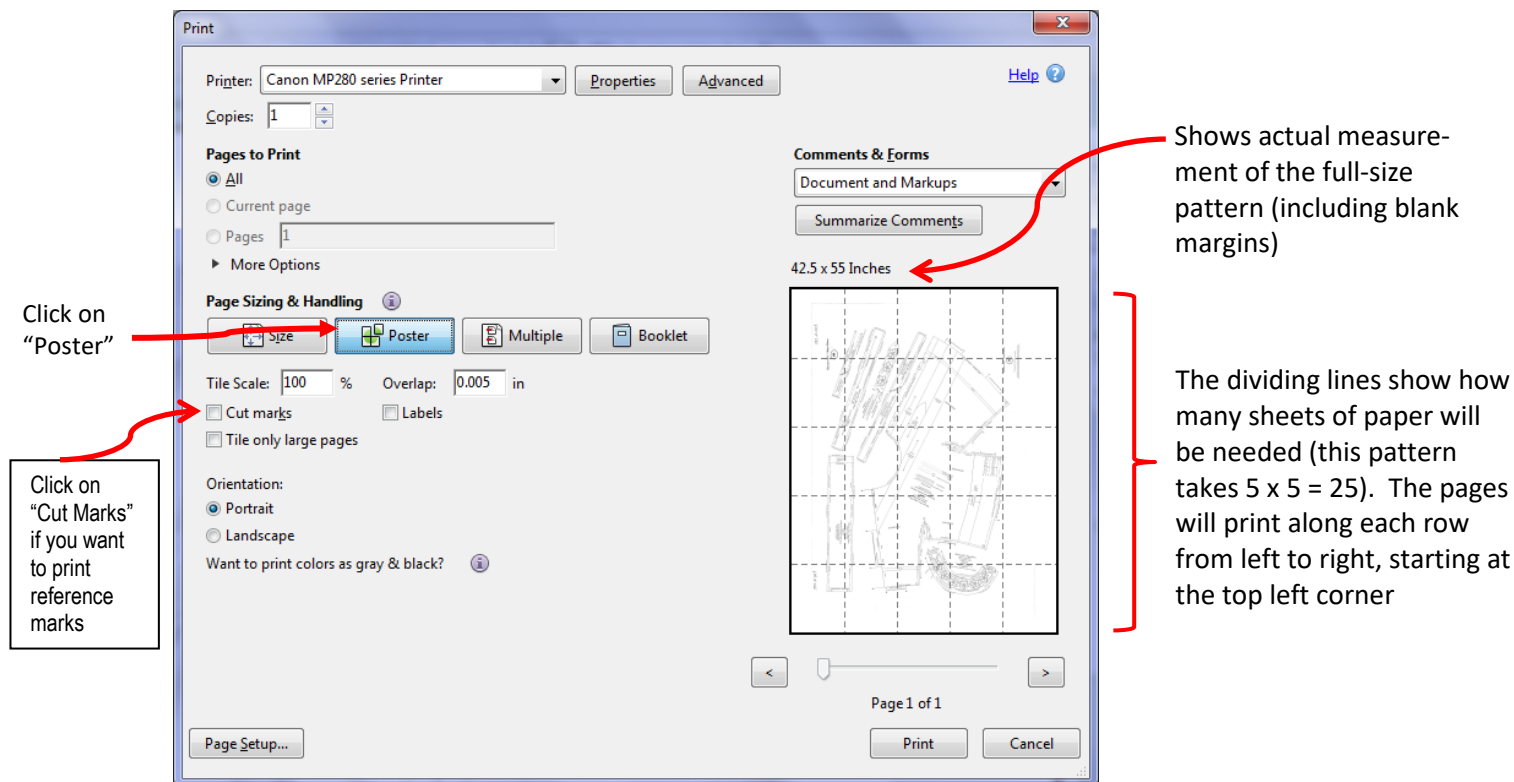 Print
Printer: Canon MP280 series Printer
Properties
Advanced
Help
Copies: 1
Pages to Print
All
Current page
Pages 1
More Options
Comments & Forms
Document and Markups
Summarize Comments
42.5 x 55 Inches
Page Sizing & Handling
Size
Poster
Multiple
Booklet
Tile Scale: 100 % Overlap: 0.005 in
Cut marks
Labels
Tile only large pages
Orientation:
Portrait
Landscape
Want to print colors as gray & black?
<
>
Page 1 of 1
Page Setup...
Print
Cancel
Click on
“Poster”
Click on
“Cut Marks”
if you want
to print
reference
marks
Shows actual measure-
ment of the full-size
pattern (including blank
margins)
The dividing lines show how
many sheets of paper will
be needed (this pattern
takes 5 x 5 = 25).  The pages
will print along each row
from left to right, starting at
the top left corner